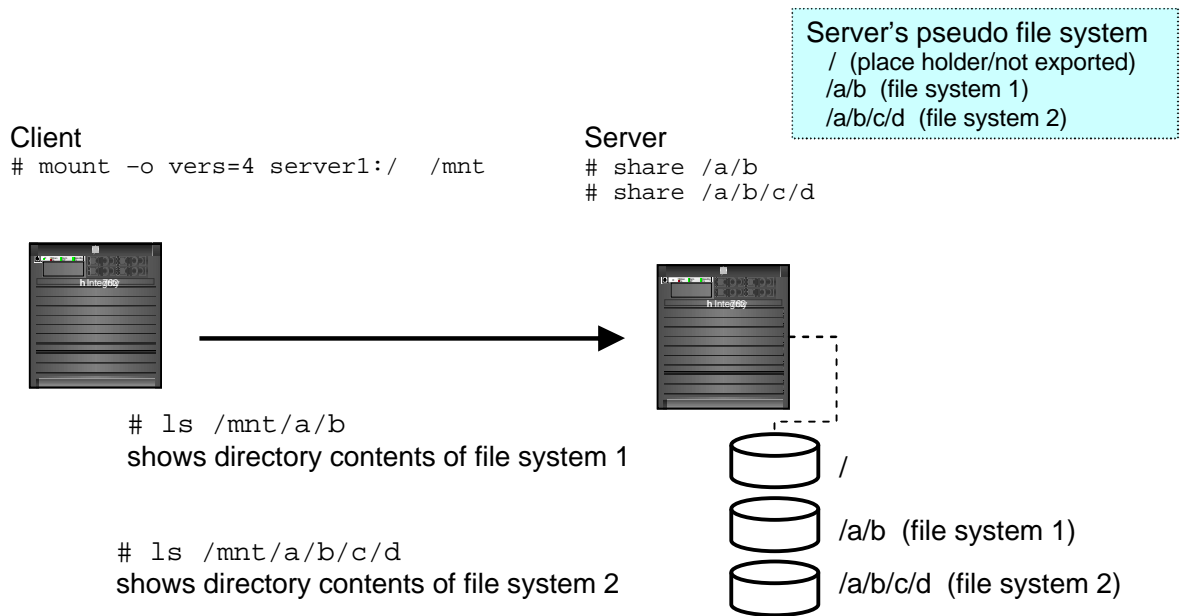 Server's pseudo file system
/ (place holder/not exported)
/a/b (file system 1)
/a/b/c/d (file system 2)
Client
# mount –o vers=4 server1:/ /mnt
Server
# share /a/b
# share /a/b/c/d
# ls /mnt/a/b
shows directory contents of file system 1
# ls /mnt/a/b/c/d
shows directory contents of file system 2
/
/a/b (file system 1)
/a/b/c/d (file system 2)